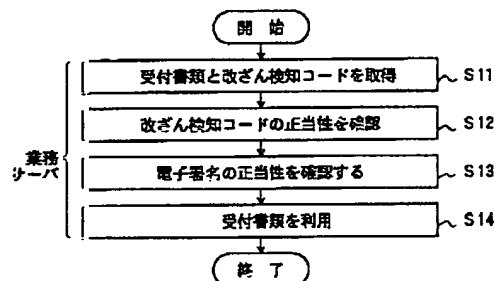 開 始
受付書類と改ざん検知コードを取得
S11
改ざん検知コードの正当性を確認
S12
業務
サーバ
電子署名の正当性を確認する
S13
受付書類を利用
S14
終 了